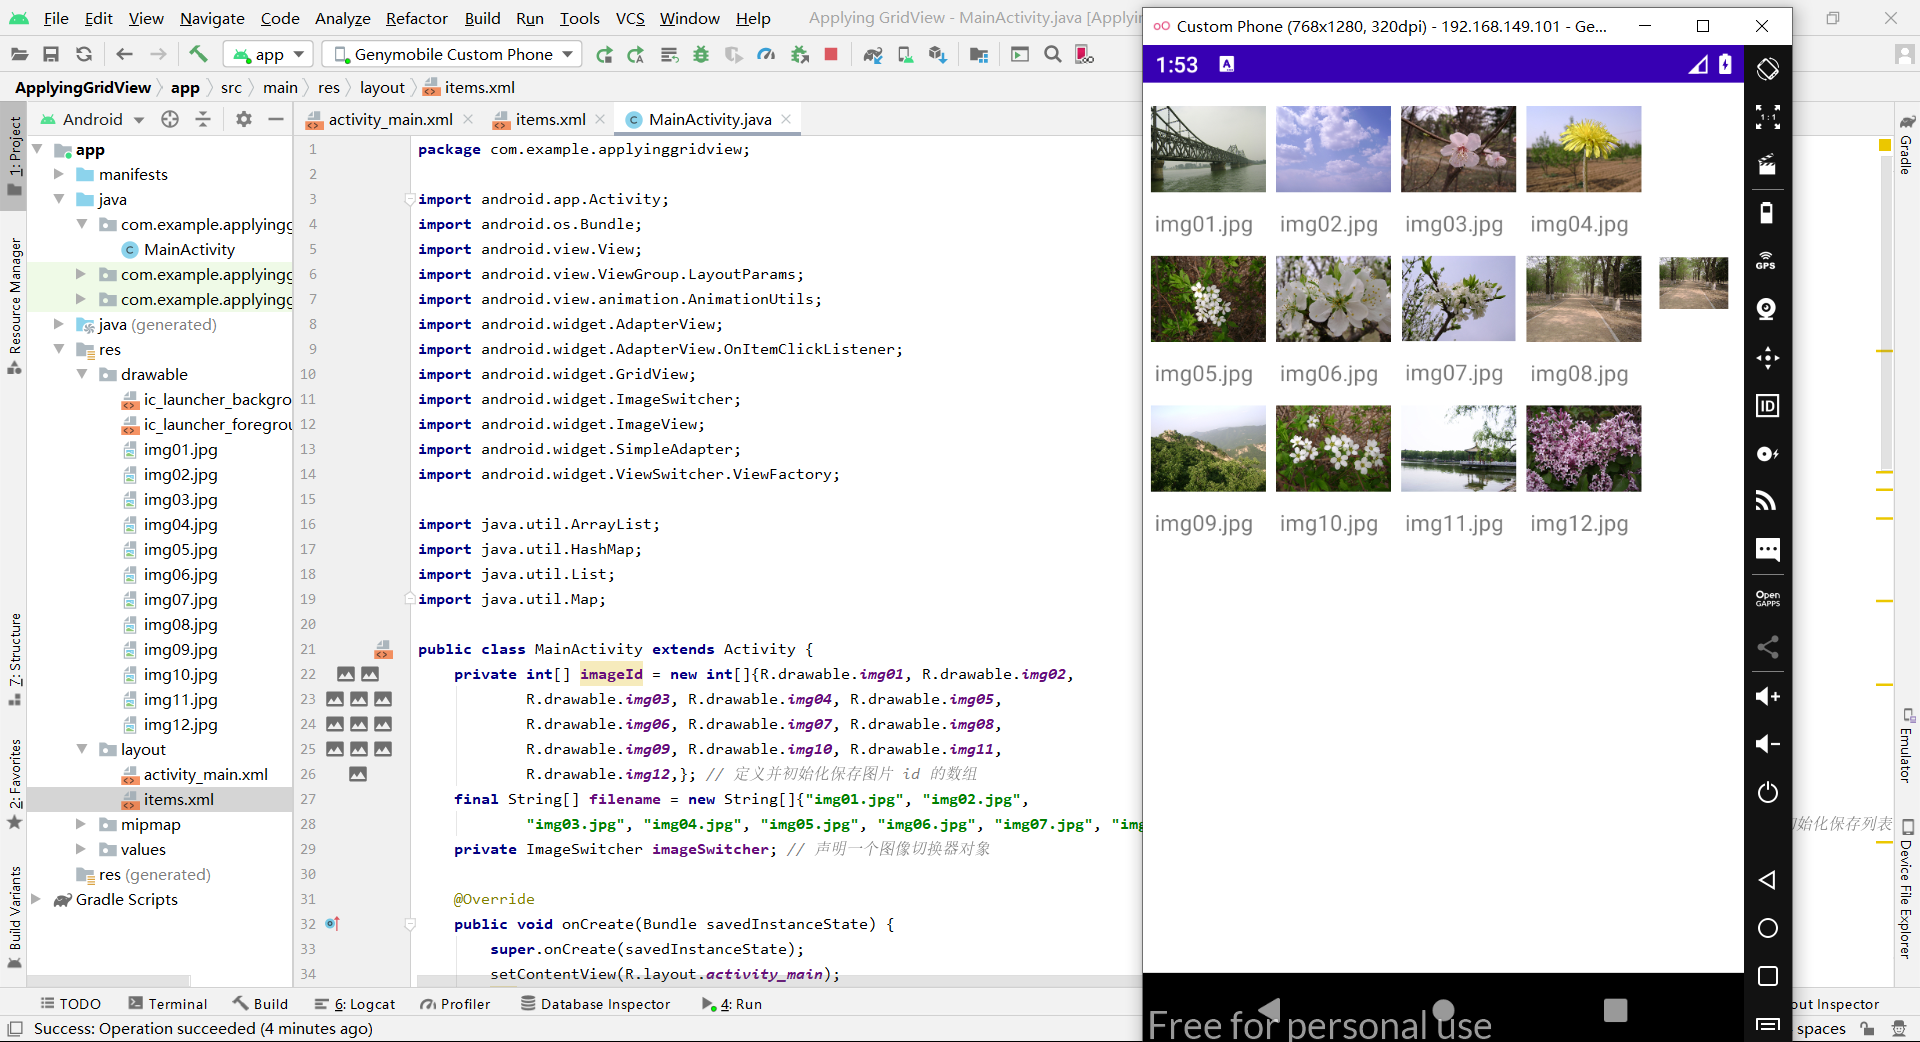 File Edit View Navigate Code Analyze Refactor Build Run Tools VCS Window Help Applying GridView - MainActivity.java [Applyin
app Genymobile Custom Phone
ApplyingGridView app src main res layout items.xml
Android
activity_main.xml items.xml MainActivity.java
1: Project
Resource Manager
7: Structure
2: Favorites
Build Variants
app
manifests
java
com.example.applyingg
MainActivity
com.example.applyingg
com.example.applyingg
java (generated)
res
drawable
ic_launcher_backgro
ic_launcher_foregrou
img01.jpg
img02.jpg
img03.jpg
img04.jpg
img05.jpg
img06.jpg
img07.jpg
img08.jpg
img09.jpg
img10.jpg
img11.jpg
img12.jpg
layout
activity_main.xml
items.xml
mipmap
values
res (generated)
Gradle Scripts
1 package com.example.applyinggridview;
2
3 import android.app.Activity;
4 import android.os.Bundle;
5 import android.view.View;
6 import android.view.ViewGroup.LayoutParams;
7 import android.view.animation.AnimationUtils;
8 import android.widget.AdapterView;
9 import android.widget.AdapterView.OnItemClickListener;
10 import android.widget.GridView;
11 import android.widget.ImageSwitcher;
12 import android.widget.ImageView;
13 import android.widget.SimpleAdapter;
14 import android.widget.ViewSwitcher.ViewFactory;
15
16 import java.util.ArrayList;
17 import java.util.HashMap;
18 import java.util.List;
19 import java.util.Map;
20
21 public class MainActivity extends Activity {
22 private int[] imageId = new int[]{R.drawable.img01, R.drawable.img02,
23 R.drawable.img03, R.drawable.img04, R.drawable.img05,
24 R.drawable.img06, R.drawable.img07, R.drawable.img08,
25 R.drawable.img09, R.drawable.img10, R.drawable.img11,
26 R.drawable.img12,}; // 定义并初始化保存图片 id 的数组
27 final String[] filename = new String[]{"img01.jpg", "img02.jpg",
28 "img03.jpg", "img04.jpg", "img05.jpg", "img06.jpg", "img07.jpg", "img
29 private ImageSwitcher imageSwitcher; // 声明一个图像切换器对象
30
31 @Override
32 public void onCreate(Bundle savedInstanceState) {
33 super.onCreate(savedInstanceState);
34 setContentView(R.layout.activity_main);
Custom Phone (768x1280, 320dpi) - 192.168.149.101 - Ge...
1:53 A
img01.jpg img02.jpg img03.jpg img04.jpg
img05.jpg img06.jpg img07.jpg img08.jpg
img09.jpg img10.jpg img11.jpg img12.jpg
Free for personal use
1:1
GPS
ID
Open
GAPPS
初始化保存列表
Gradle
Emulator
Device File Explorer
TODO Terminal Build 6: Logcat Profiler Database Inspector 4: Run out Inspector
Success: Operation succeeded (4 minutes ago) spaces